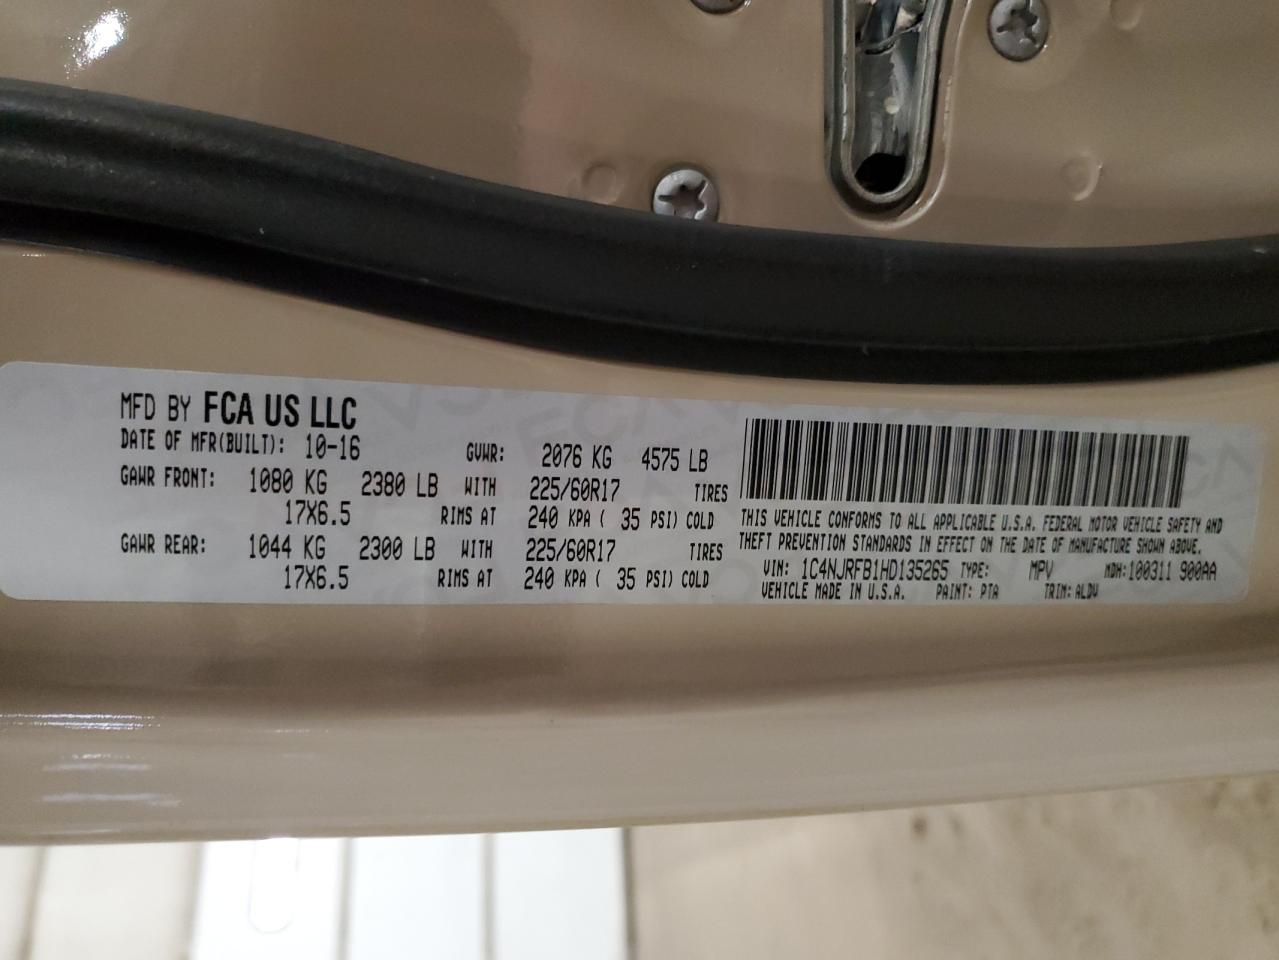 MFD BY FCA US LLC
DATE OF MFR(BUILT): 10-16 GVWR: 2076 KG 4575 LB
GAWR FRONT: 1080 KG 2380 LB WITH 225/60R17 TIRES
17X6.5 RIMS AT 240 KPA ( 35 PSI) COLD
GAWR REAR: 1044 KG 2300 LB WITH 225/60R17 TIRES
17X6.5 RIMS AT 240 KPA ( 35 PSI) COLD
THIS VEHICLE CONFORMS TO ALL APPLICABLE U.S.A. FEDERAL MOTOR VEHICLE SAFETY AND
THEFT PREVENTION STANDARDS IN EFFECT ON THE DATE OF MANUFACTURE SHOWN ABOVE.
VIN: 1C4NJRFB1HD135265 TYPE: MPV MDH:100311 900AA
VEHICLE MADE IN U.S.A. PAINT: PTA TRIM: ALDV